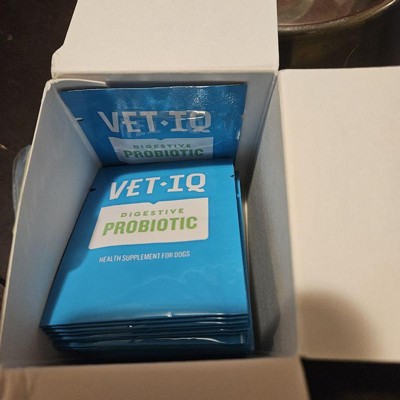 VET·IQ
DIGESTIVE
PROBIOTIC
VET·IQ
DIGESTIVE
PROBIOTIC
HEALTH SUPPLEMENT FOR DOGS